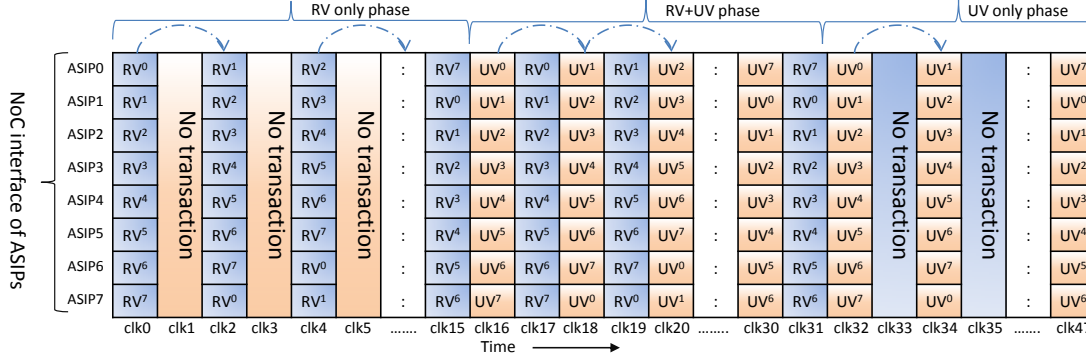 RV only phase RV+UV phase UV only phase
NoC interface of ASIPs
ASIP0 RV⁰ RV¹ RV² : RV⁷ UV⁰ RV⁰ UV¹ RV¹ UV² : UV⁷ RV⁷ UV⁰ UV¹ : UV⁷
ASIP1 RV¹ RV² RV³ : RV⁰ UV¹ RV¹ UV² RV² UV³ : UV⁰ RV⁰ UV¹ UV² : UV⁰
ASIP2 RV² RV³ RV⁴ : RV¹ UV² RV² UV³ RV³ UV⁴ : UV¹ RV¹ UV² UV³ : UV¹
ASIP3 RV³ RV⁴ RV⁵ : RV² UV³ RV³ UV⁴ RV⁴ UV⁵ : UV² RV² UV³ UV⁴ : UV²
ASIP4 RV⁴ RV⁵ RV⁶ : RV³ UV⁴ RV⁴ UV⁵ RV⁵ UV⁶ : UV³ RV³ UV⁴ UV⁵ : UV³
ASIP5 RV⁵ RV⁶ RV⁷ : RV⁴ UV⁵ RV⁵ UV⁶ RV⁶ UV⁷ : UV⁴ RV⁴ UV⁵ UV⁶ : UV⁴
ASIP6 RV⁶ RV⁷ RV⁰ : RV⁵ UV⁶ RV⁶ UV⁷ RV⁷ UV⁰ : UV⁵ RV⁵ UV⁶ UV⁷ : UV⁵
ASIP7 RV⁷ RV⁰ RV¹ : RV⁶ UV⁷ RV⁷ UV⁰ RV⁰ UV¹ : UV⁶ RV⁶ UV⁷ UV⁰ : UV⁶
No transaction
No transaction
No transaction
No transaction
No transaction
clk0 clk1 clk2 clk3 clk4 clk5 ....... clk15 clk16 clk17 clk18 clk19 clk20 ........ clk30 clk31 clk32 clk33 clk34 clk35 ....... clk47
Time